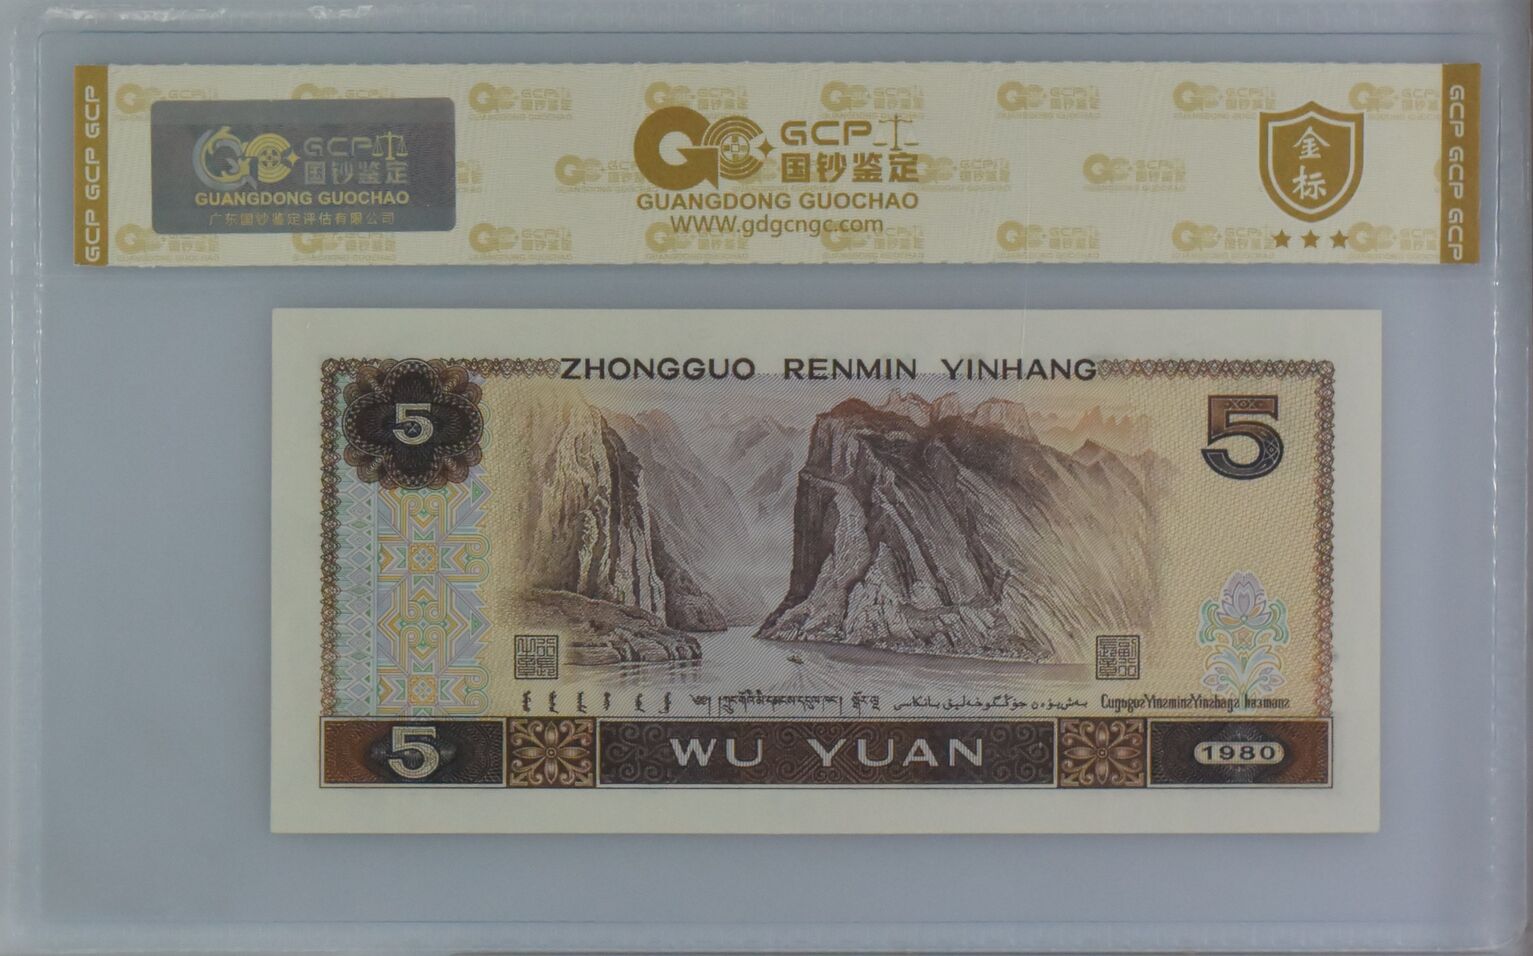 GCP GCP GCP
GCP
国钞鉴定
GUANGDONG GUOCHAO
广东国钞鉴定评估有限公司
GCP
国钞鉴定
GUANGDONG GUOCHAO
WWW.gdgcngc.com
金标
GCP GCP GCP
ZHONGGUO RENMIN YINHANG
5
5
5
WU YUAN
1980